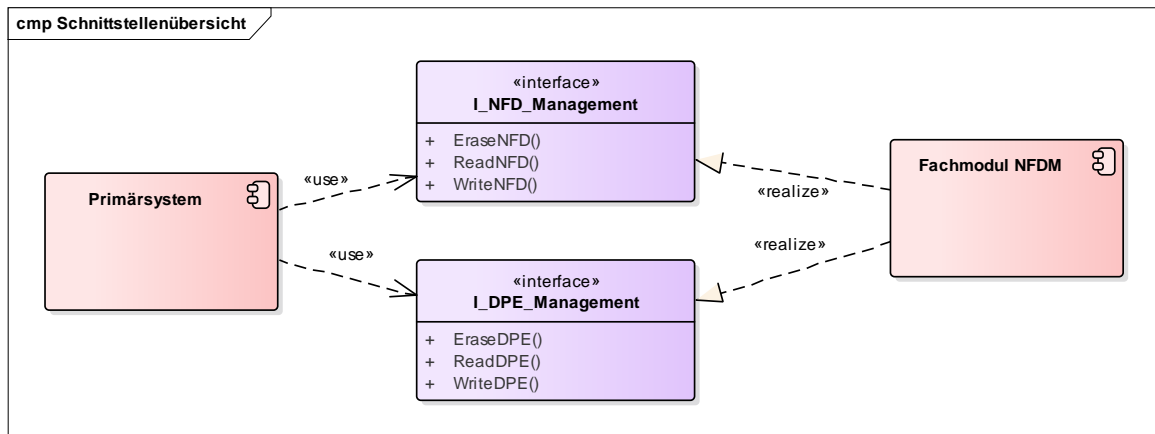 cmp Schnittstellenübersicht
«interface»
I_NFD_Management
+ EraseNFD()
+ ReadNFD()
+ WriteNFD()
Primärsystem
«use»
«use»
Fachmodul NFDM
«realize»
«realize»
«interface»
I_DPE_Management
+ EraseDPE()
+ ReadDPE()
+ WriteDPE()